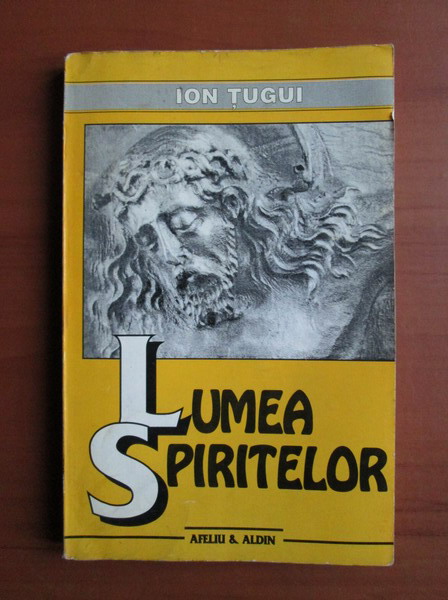 ION ȚUGUI
LUMEA
SPIRITELOR
AFELIU & ALDIN